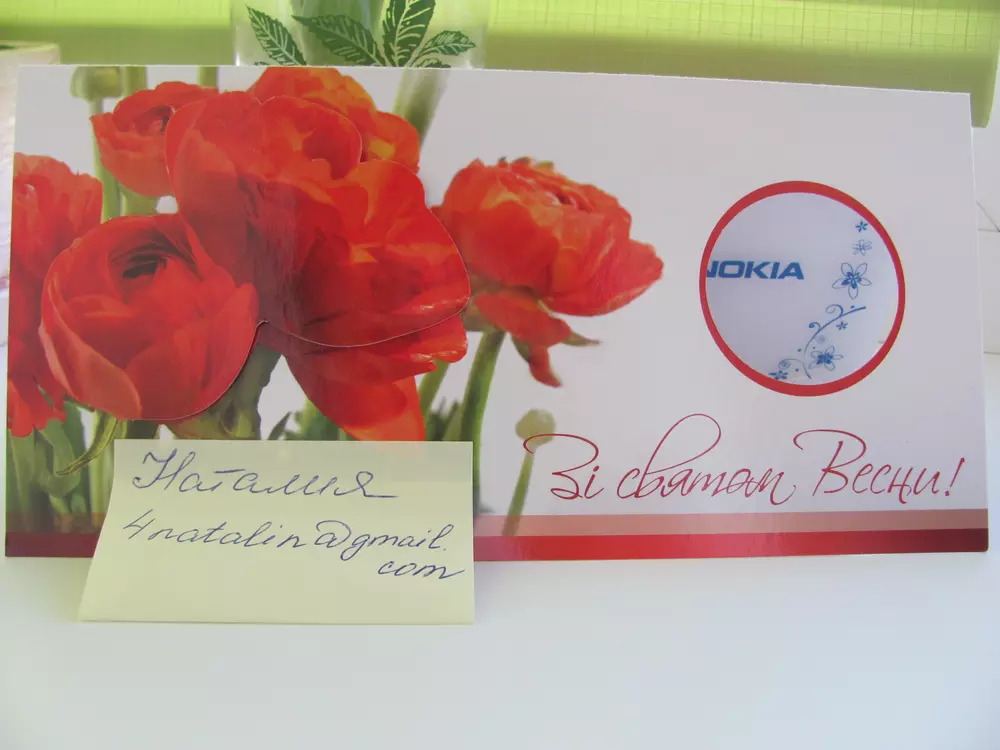 NOKIA
Зі святом Весни!
Наталия
4natalin@gmail.
com